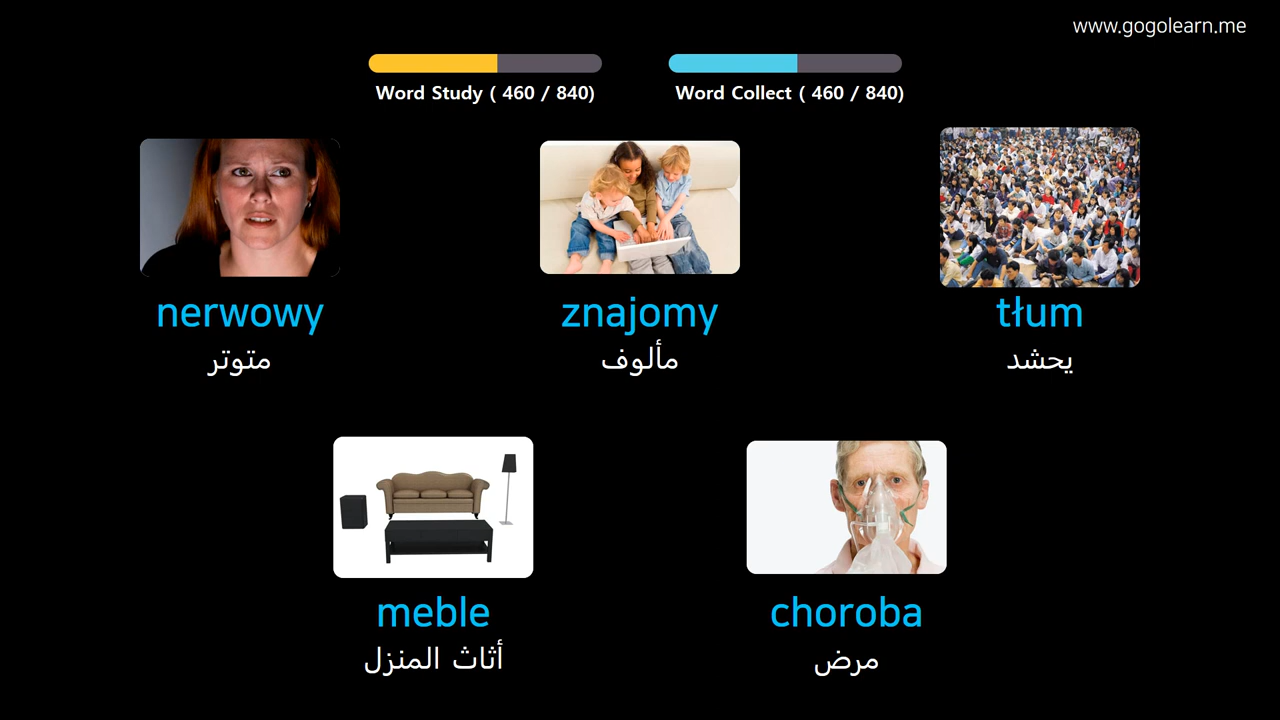 www.gogolearn.me
Word Study ( 460 / 840)
Word Collect ( 460 / 840)
nerwowy
متوتر
znajomy
مألوف
tłum
يحشد
meble
أثاث المنزل
choroba
مرض